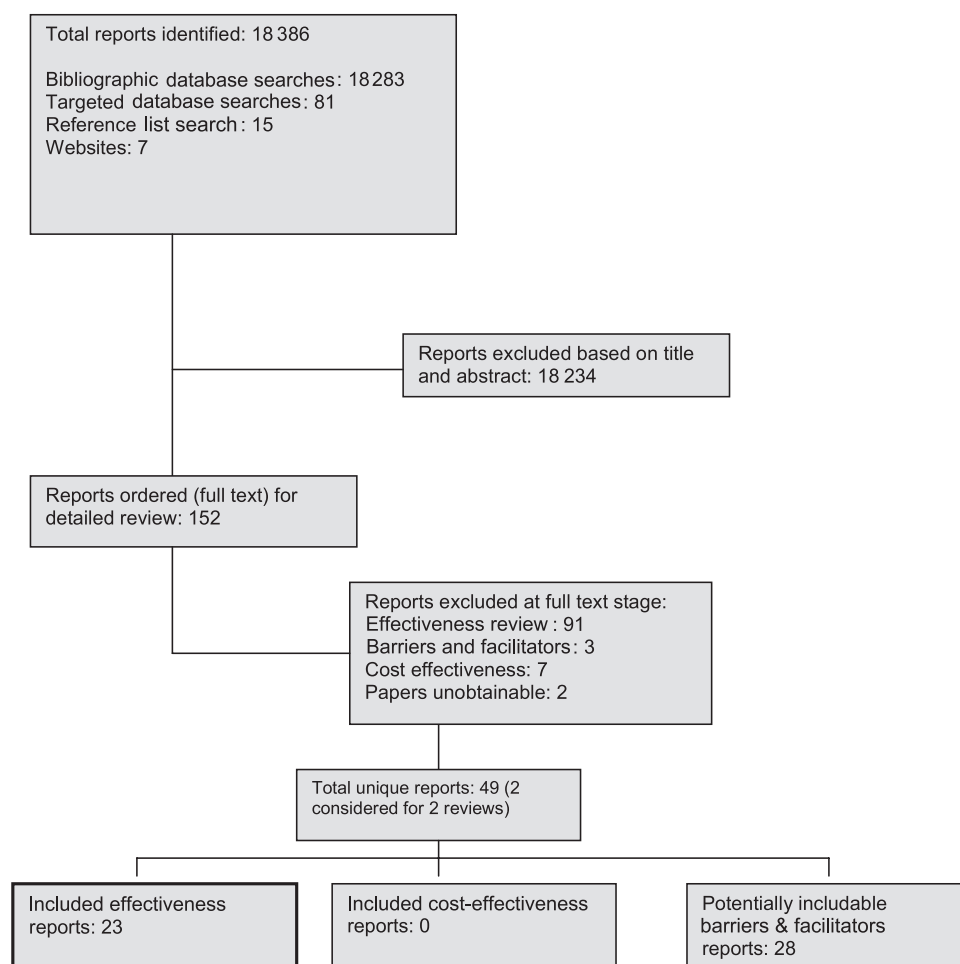 Total reports identified: 18 386
Bibliographic database searches: 18 283
Targeted database searches: 81
Reference list search: 15
Websites: 7
Reports excluded based on title
and abstract: 18 234
Reports ordered (full text) for
detailed review: 152
Reports excluded at full text stage:
Effectiveness review : 91
Barriers and facilitators: 3
Cost effectiveness: 7
Papers unobtainable: 2
Total unique reports: 49 (2
considered for 2 reviews)
Included effectiveness
reports: 23
Included cost-effectiveness
reports: 0
Potentially includable
barriers & facilitators
reports: 28